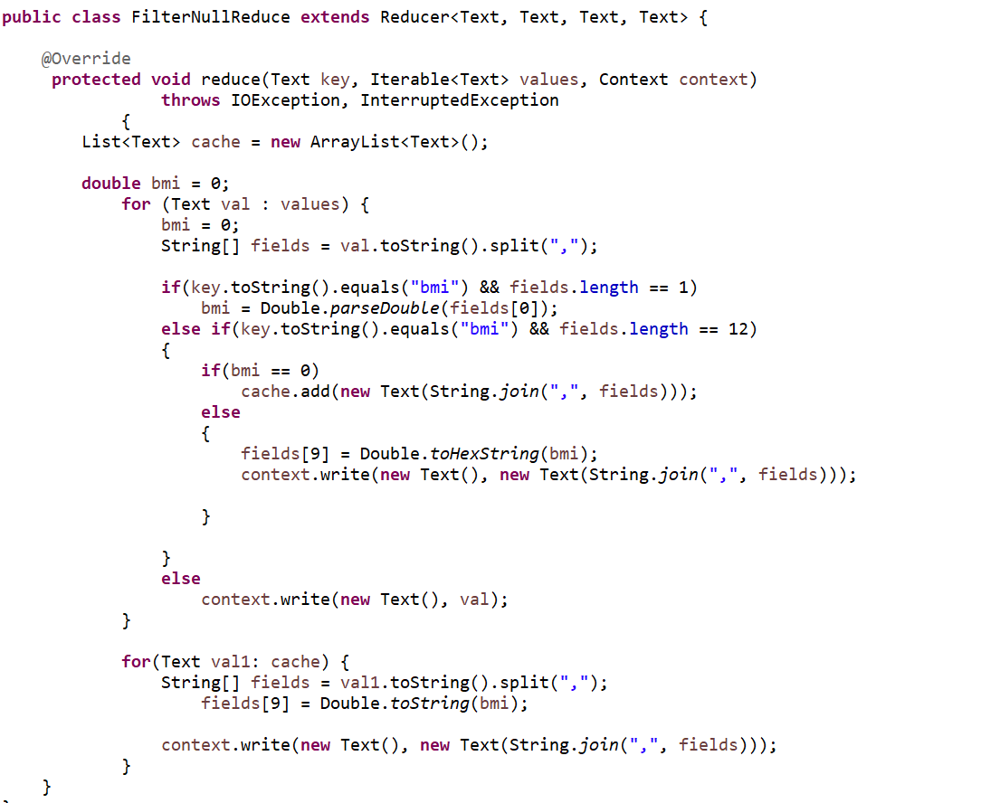 public class FilterNullReduce extends Reducer<Text, Text, Text, Text> {
@Override
protected void reduce(Text key, Iterable<Text> values, Context context)
throws IOException, InterruptedException
{
List<Text> cache = new ArrayList<Text>();
double bmi = 0;
for (Text val : values) {
bmi = 0;
String[] fields = val.toString().split(",");
if(key.toString().equals("bmi") && fields.length == 1)
bmi = Double.parseDouble(fields[0]);
else if(key.toString().equals("bmi") && fields.length == 12)
{
if(bmi == 0)
cache.add(new Text(String.join(",", fields)));
else
{
fields[9] = Double.toHexString(bmi);
context.write(new Text(), new Text(String.join(",", fields)));
}
}
else
context.write(new Text(), val);
}
for(Text val1: cache) {
String[] fields = val1.toString().split(",");
fields[9] = Double.toString(bmi);
context.write(new Text(), new Text(String.join(",", fields)));
}
}